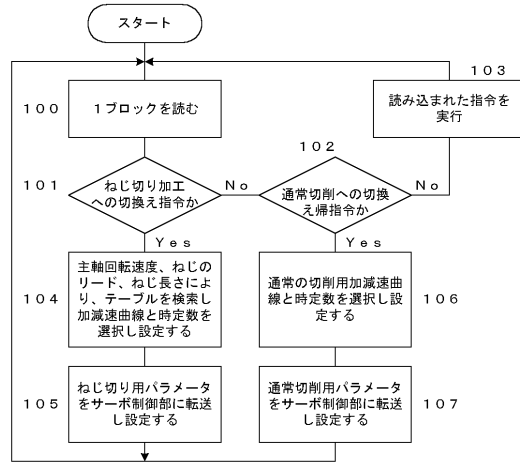 スタート
103
100
１ブロックを読む
読み込まれた指令を
実行
102
101
ねじ切り加工
への切換え指令か
No
通常切削への切換
え帰指令か
No
Yes
Yes
104
主軸回転速度、ねじの
リード、ねじ長さによ
り、テーブルを検索し
加減速曲線と時定数を
選択し設定する
通常の切削用加減速曲
線と時定数を選択し設
定する
106
105
ねじ切り用パラメータ
をサーボ制御部に転送
し設定する
通常切削用パラメータ
をサーボ制御部に転送
し設定する
107